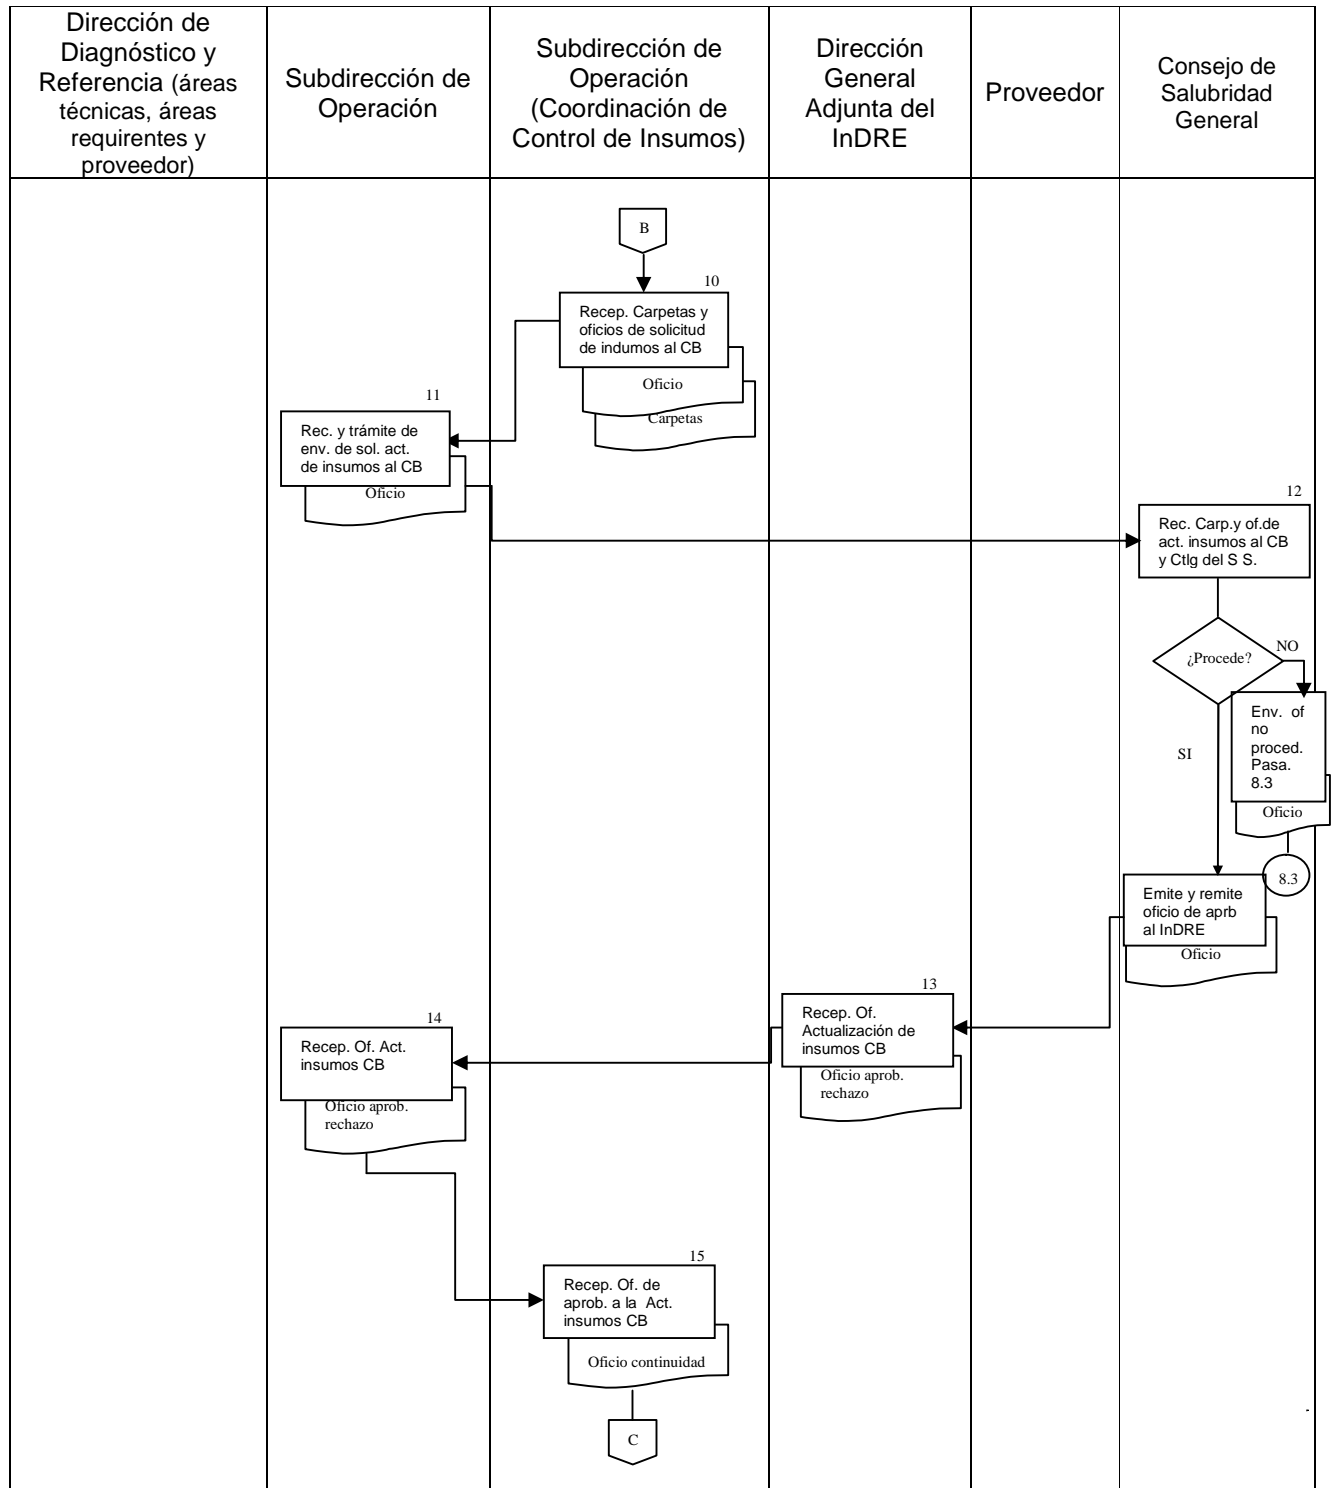 Dirección de
Diagnóstico y
Referencia (áreas
técnicas, áreas
requirentes y
proveedor)
Subdirección de
Operación
Subdirección de
Operación
(Coordinación de
Control de Insumos)
Dirección
General
Adjunta del
InDRE
Proveedor
Consejo de
Salubridad
General
B
10
Recep. Carpetas y
oficios de solicitud
de indumos al CB
Oficio
Carpetas
11
Rec. y trámite de
env. de sol. act.
de insumos al CB
Oficio
12
Rec. Carp.y of.de
act. insumos al CB
y Ctlg del S S.
¿Procede?
NO
Env. of
no
proced.
Pasa.
8.3
SI
Oficio
8.3
Emite y remite
oficio de aprb
al InDRE
Oficio
13
Recep. Of.
Actualización de
insumos CB
Oficio aprob.
rechazo
14
Recep. Of. Act.
insumos CB
Oficio aprob.
rechazo
15
Recep. Of. de
aprob. a la Act.
insumos CB
Oficio continuidad
C